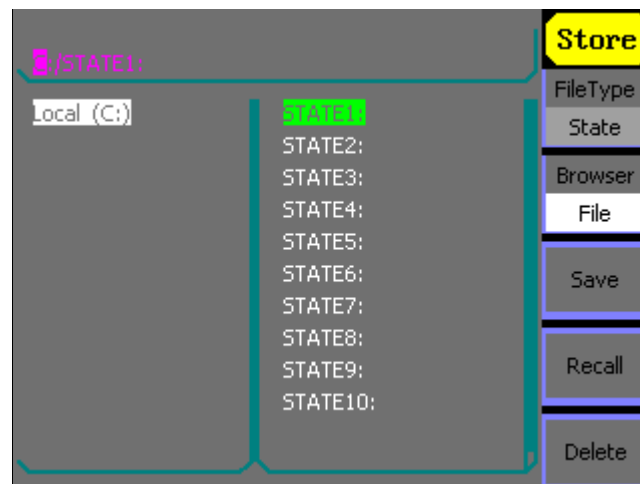 C:/STATE1:
Local (C:)
STATE1:
STATE2:
STATE3:
STATE4:
STATE5:
STATE6:
STATE7:
STATE8:
STATE9:
STATE10:
Store
FileType
State
Browser
File
Save
Recall
Delete